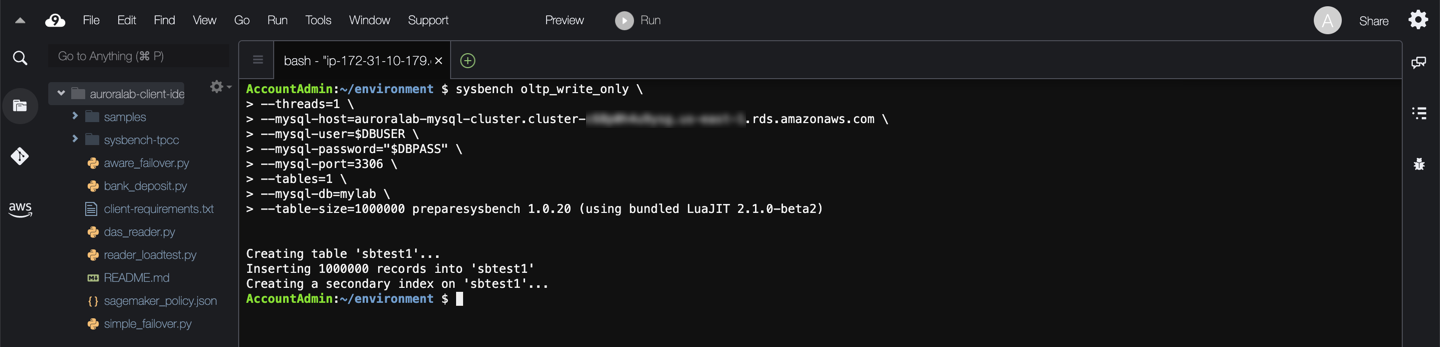 9 File Edit Find View Go Run Tools Window Support Preview Run A Share
Go to Anything (⌘ P)
bash - "ip-172-31-10-179.
auroralab-client-ide
samples
sysbench-tpcc
aware_failover.py
bank_deposit.py
client-requirements.txt
das_reader.py
reader_loadtest.py
README.md
sagemaker_policy.json
simple_failover.py
aws
AccountAdmin:~/environment $ sysbench oltp_write_only \
> --threads=1 \
> --mysql-host=auroralab-mysql-cluster.cluster- .rds.amazonaws.com \
> --mysql-user=$DBUSER \
> --mysql-password="$DBPASS" \
> --mysql-port=3306 \
> --tables=1 \
> --mysql-db=mylab \
> --table-size=1000000 preparesysbench 1.0.20 (using bundled LuaJIT 2.1.0-beta2)
Creating table 'sbtest1'...
Inserting 1000000 records into 'sbtest1'
Creating a secondary index on 'sbtest1'...
AccountAdmin:~/environment $